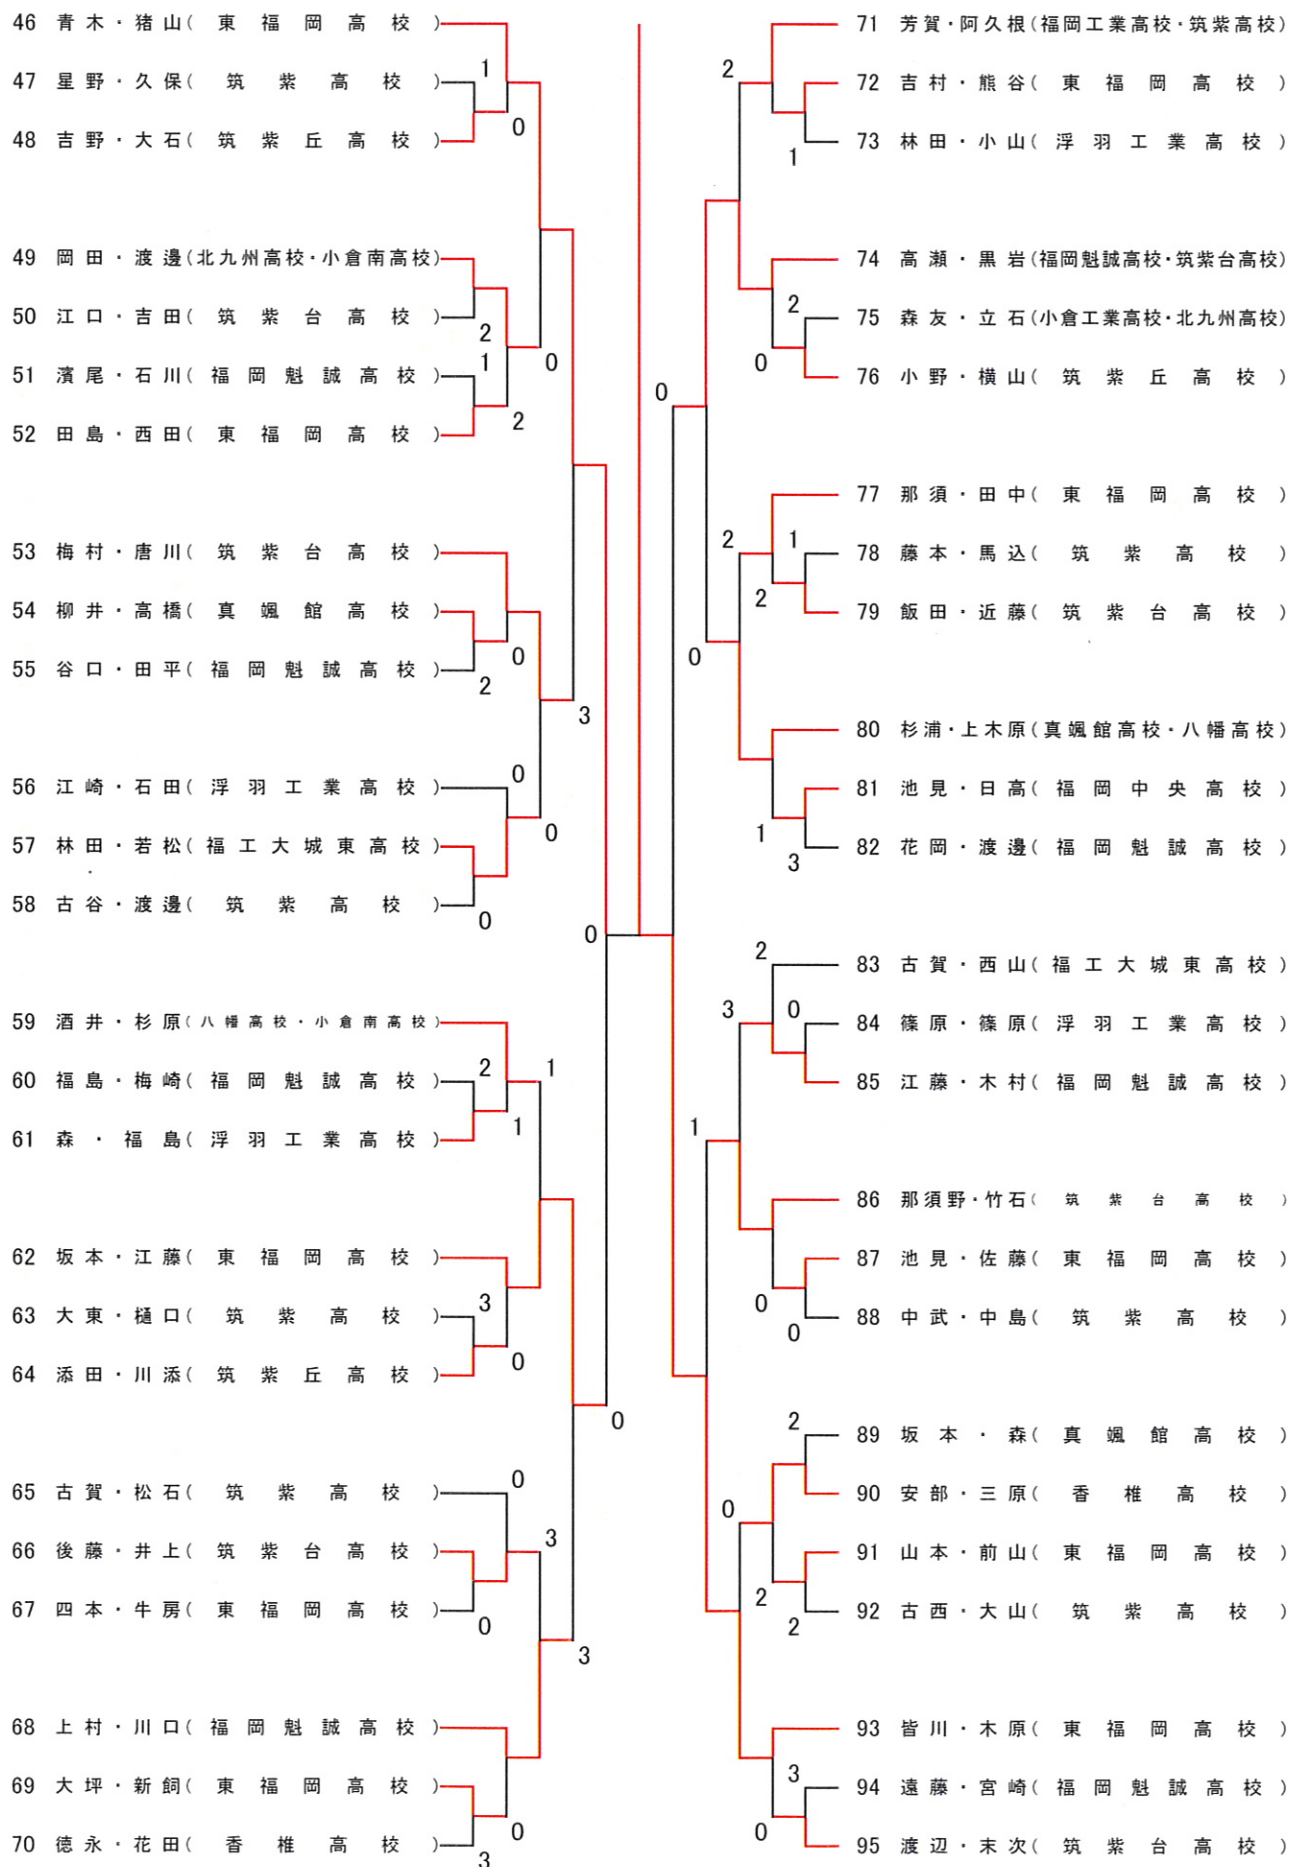 46 青木・猪山(東福岡高校)
47 星野・久保(筑紫高校)
48 吉野・大石(筑紫丘高校)
49 岡田・渡邊(北九州高校・小倉南高校)
50 江口・吉田(筑紫台高校)
51 濱尾・石川(福岡魁誠高校)
52 田島・西田(東福岡高校)
53 梅村・唐川(筑紫台高校)
54 柳井・高橋(真颯館高校)
55 谷口・田平(福岡魁誠高校)
56 江崎・石田(浮羽工業高校)
57 林田・若松(福工大城東高校)
58 古谷・渡邊(筑紫高校)
59 酒井・杉原(八幡高校・小倉南高校)
60 福島・梅崎(福岡魁誠高校)
61 森・福島(浮羽工業高校)
62 坂本・江藤(東福岡高校)
63 大東・樋口(筑紫高校)
64 添田・川添(筑紫丘高校)
65 古賀・松石(筑紫高校)
66 後藤・井上(筑紫台高校)
67 四本・牛房(東福岡高校)
68 上村・川口(福岡魁誠高校)
69 大坪・新飼(東福岡高校)
70 徳永・花田(香椎高校)
1
0
2
1
2
0
0
2
0
0
0
3
0
2
1
1
3
0
0
0
3
0
3
0
3
71 芳賀・阿久根(福岡工業高校・筑紫高校)
72 吉村・熊谷(東福岡高校)
73 林田・小山(浮羽工業高校)
74 高瀬・黒岩(福岡魁誠高校・筑紫台高校)
75 森友・立石(小倉工業高校・北九州高校)
76 小野・横山(筑紫丘高校)
77 那須・田中(東福岡高校)
78 藤本・馬込(筑紫高校)
79 飯田・近藤(筑紫台高校)
80 杉浦・上木原(真颯館高校・八幡高校)
81 池見・日高(福岡中央高校)
82 花岡・渡邊(福岡魁誠高校)
83 古賀・西山(福工大城東高校)
84 篠原・篠原(浮羽工業高校)
85 江藤・木村(福岡魁誠高校)
86 那須野・竹石(筑紫台高校)
87 池見・佐藤(東福岡高校)
88 中武・中島(筑紫高校)
89 坂本・森(真颯館高校)
90 安部・三原(香椎高校)
91 山本・前山(東福岡高校)
92 古西・大山(筑紫高校)
93 皆川・木原(東福岡高校)
94 遠藤・宮崎(福岡魁誠高校)
95 渡辺・末次(筑紫台高校)
2
1
2
0
0
2
1
2
0
1
3
2
3
0
1
0
0
2
0
2
2
3
0